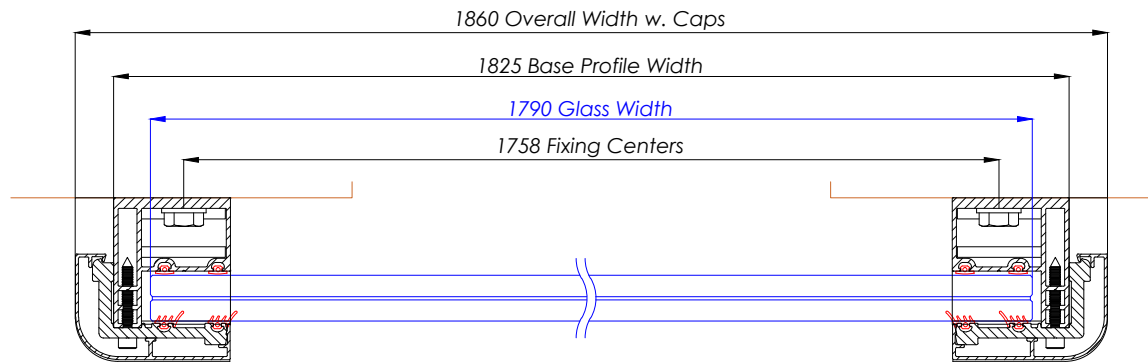 1860 Overall Width w. Caps
1825 Base Profile Width
1790 Glass Width
1758 Fixing Centers